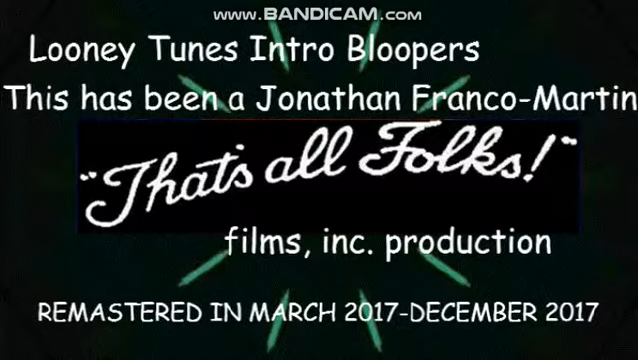 www.BANDICAM.com
Looney Tunes Intro Bloopers
This has been a Jonathan Franco-Martin
"That's all Folks!"
films, inc. production
REMASTERED IN MARCH 2017-DECEMBER 2017